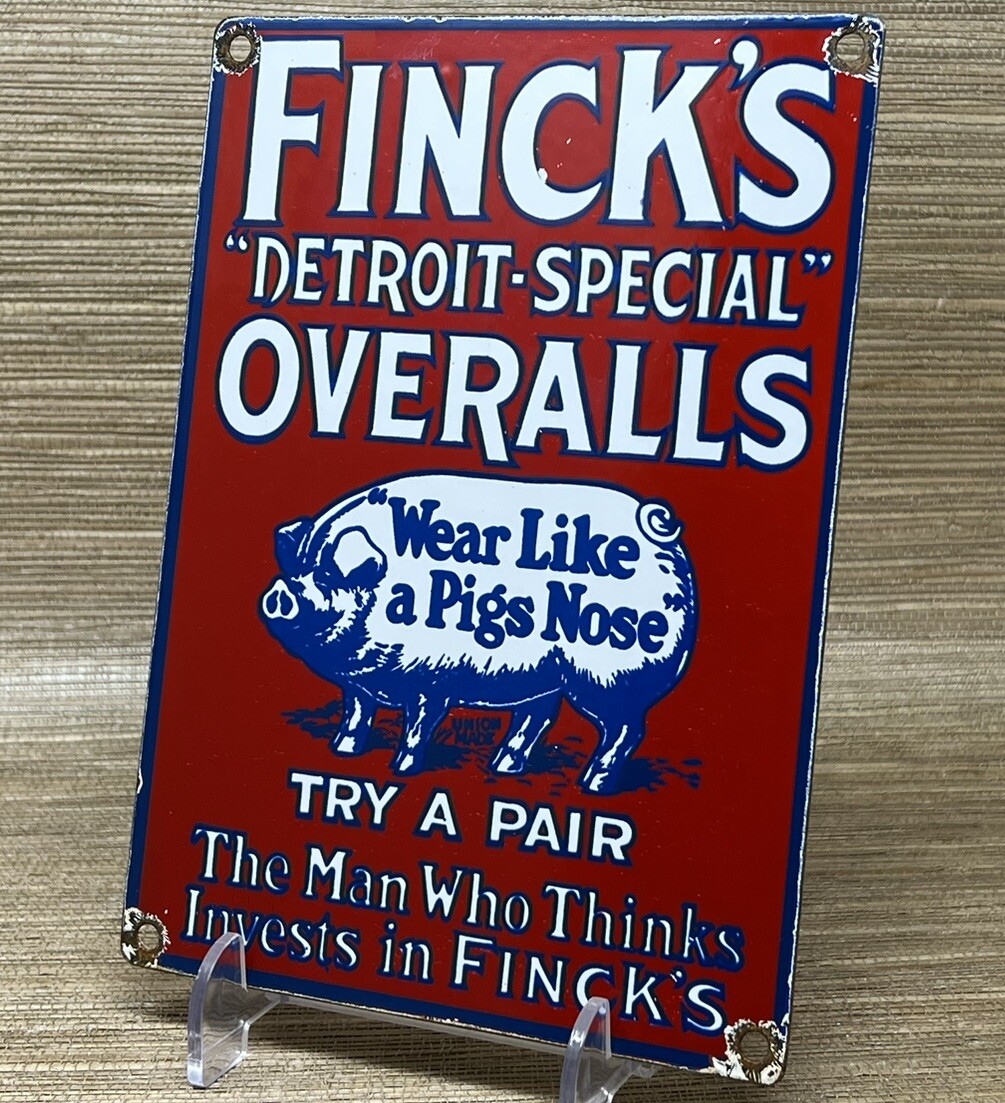 FINCK'S
"DETROIT-SPECIAL"
OVERALLS
"Wear Like
a Pigs Nose"
UNION
MADE
TRY A PAIR
The Man Who Thinks
Invests in FINCK'S